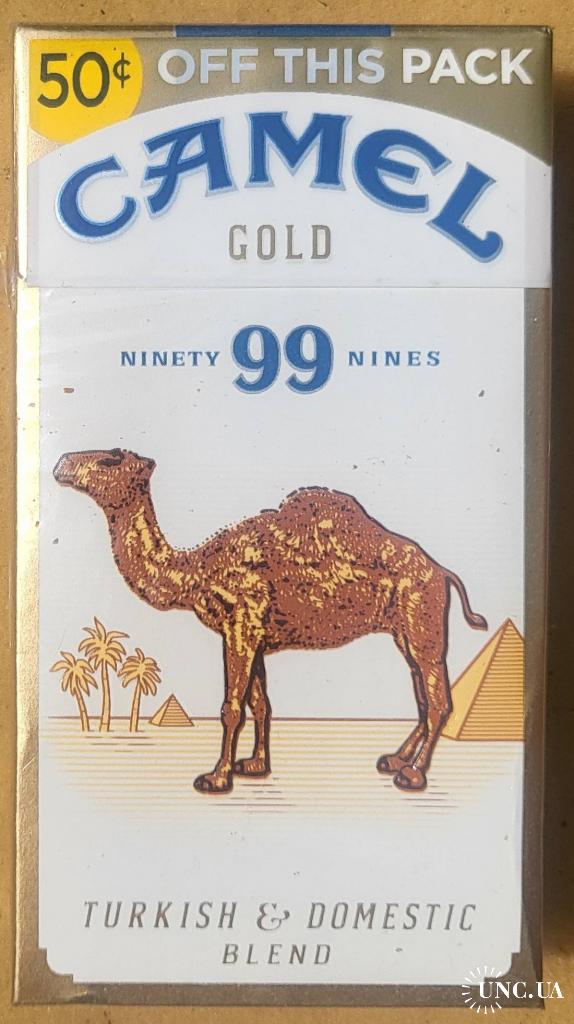 50¢ OFF THIS PACK
CAMEL
GOLD
NINETY 99 NINES
TURKISH & DOMESTIC
BLEND
UNC.UA